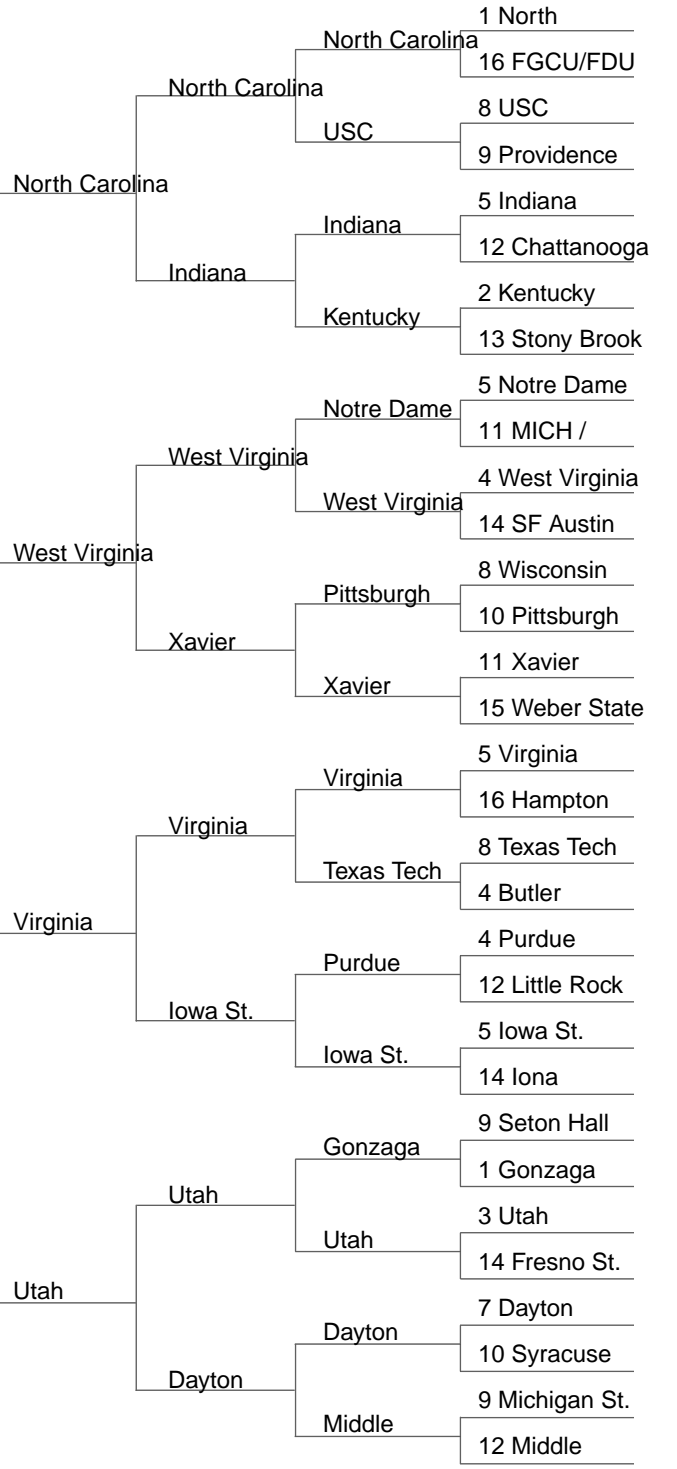 1 North
North Carolina
16 FGCU/FDU
North Carolina
8 USC
USC
9 Providence
North Carolina
5 Indiana
Indiana
12 Chattanooga
Indiana
2 Kentucky
Kentucky
13 Stony Brook
5 Notre Dame
Notre Dame
11 MICH /
West Virginia
4 West Virginia
West Virginia
14 SF Austin
West Virginia
8 Wisconsin
Pittsburgh
10 Pittsburgh
Xavier
11 Xavier
Xavier
15 Weber State
5 Virginia
Virginia
16 Hampton
Virginia
8 Texas Tech
Texas Tech
4 Butler
Virginia
4 Purdue
Purdue
12 Little Rock
Iowa St.
5 Iowa St.
Iowa St.
14 Iona
9 Seton Hall
Gonzaga
1 Gonzaga
Utah
3 Utah
Utah
14 Fresno St.
Utah
7 Dayton
Dayton
10 Syracuse
Dayton
9 Michigan St.
Middle
12 Middle